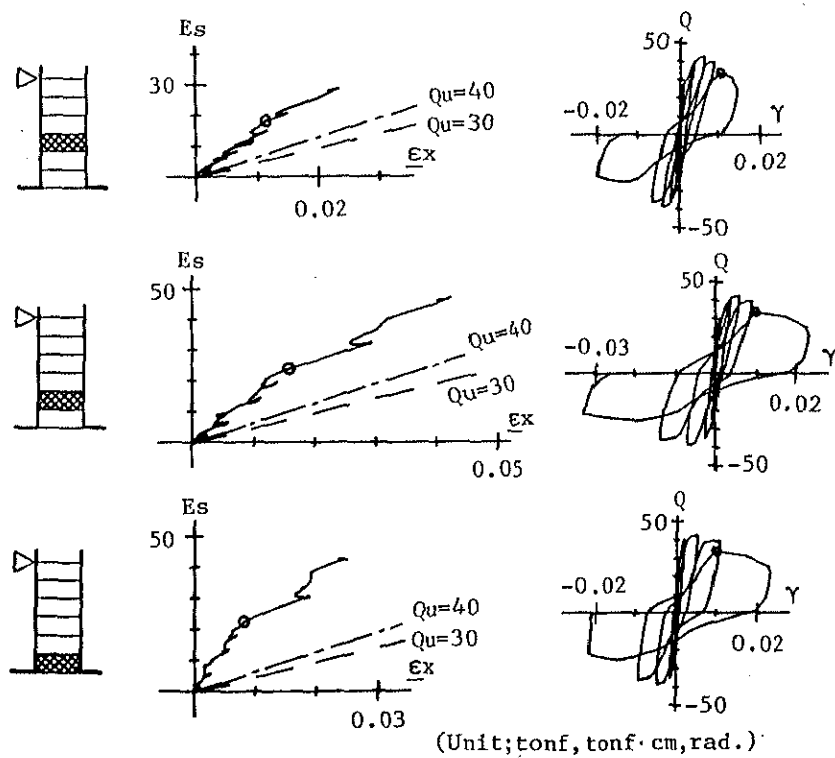 Es
30
Qu=40
Qu=30
εx
0.02
Q
50
-0.02
γ
0.02
-50
Es
50
Qu=40
Qu=30
εx
0.05
Q
50
-0.03
γ
0.02
-50
Es
50
Qu=40
Qu=30
εx
0.03
Q
50
-0.02
γ
0.02
-50
(Unit;tonf,tonf·cm,rad.)